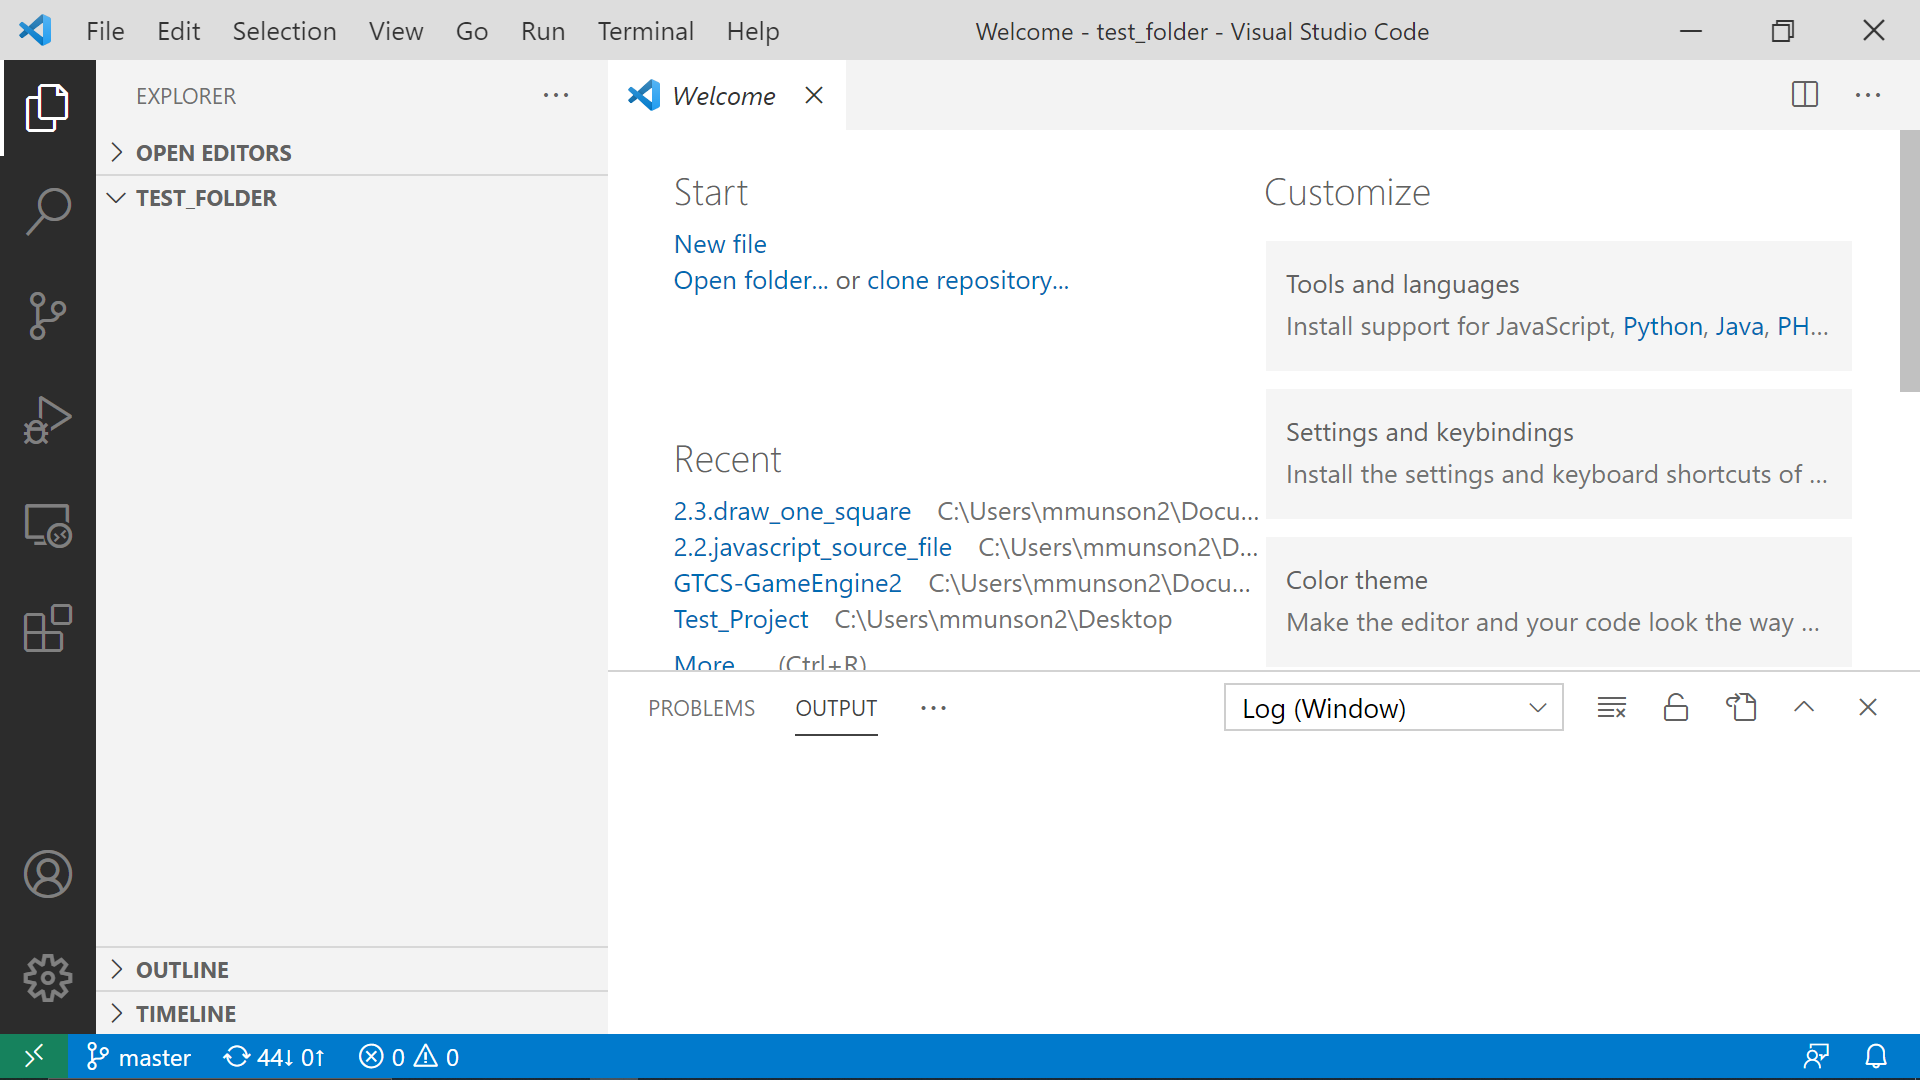 File Edit Selection View Go Run Terminal Help Welcome - test_folder - Visual Studio Code
EXPLORER
OPEN EDITORS
TEST_FOLDER
OUTLINE
TIMELINE
Welcome
Start
New file
Open folder... or clone repository...
Recent
2.3.draw_one_square C:\Users\mmunson2\Docu...
2.2.javascript_source_file C:\Users\mmunson2\D...
GTCS-GameEngine2 C:\Users\mmunson2\Docu...
Test_Project C:\Users\mmunson2\Desktop
More... (Ctrl+R)
Customize
Tools and languages
Install support for JavaScript, Python, Java, PH...
Settings and keybindings
Install the settings and keyboard shortcuts of ...
Color theme
Make the editor and your code look the way ...
PROBLEMS OUTPUT ... Log (Window)
master 44↓ 0↑ 0 0